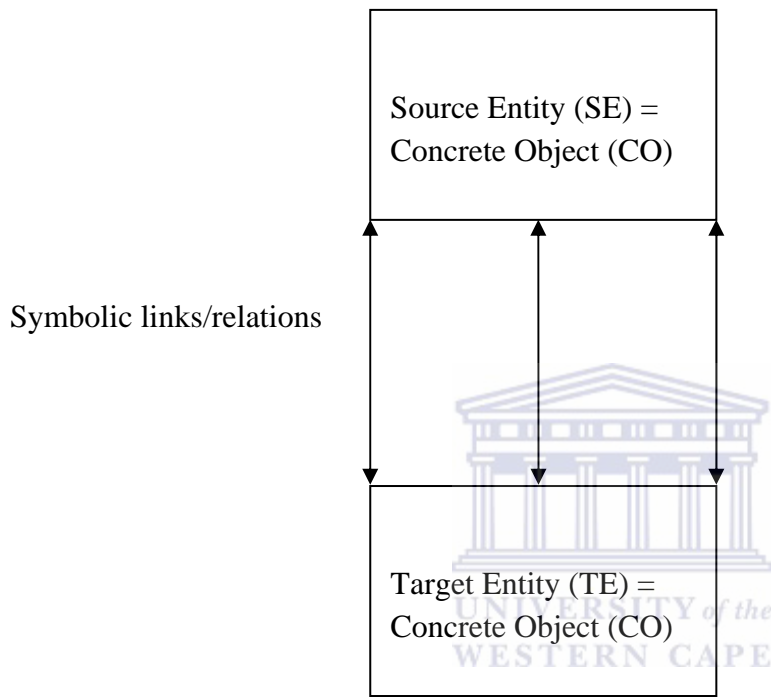 Source Entity (SE) =
Concrete Object (CO)
Symbolic links/relations
Target Entity (TE) =
Concrete Object (CO)
UNIVERSITY of the
WESTERN CAPE